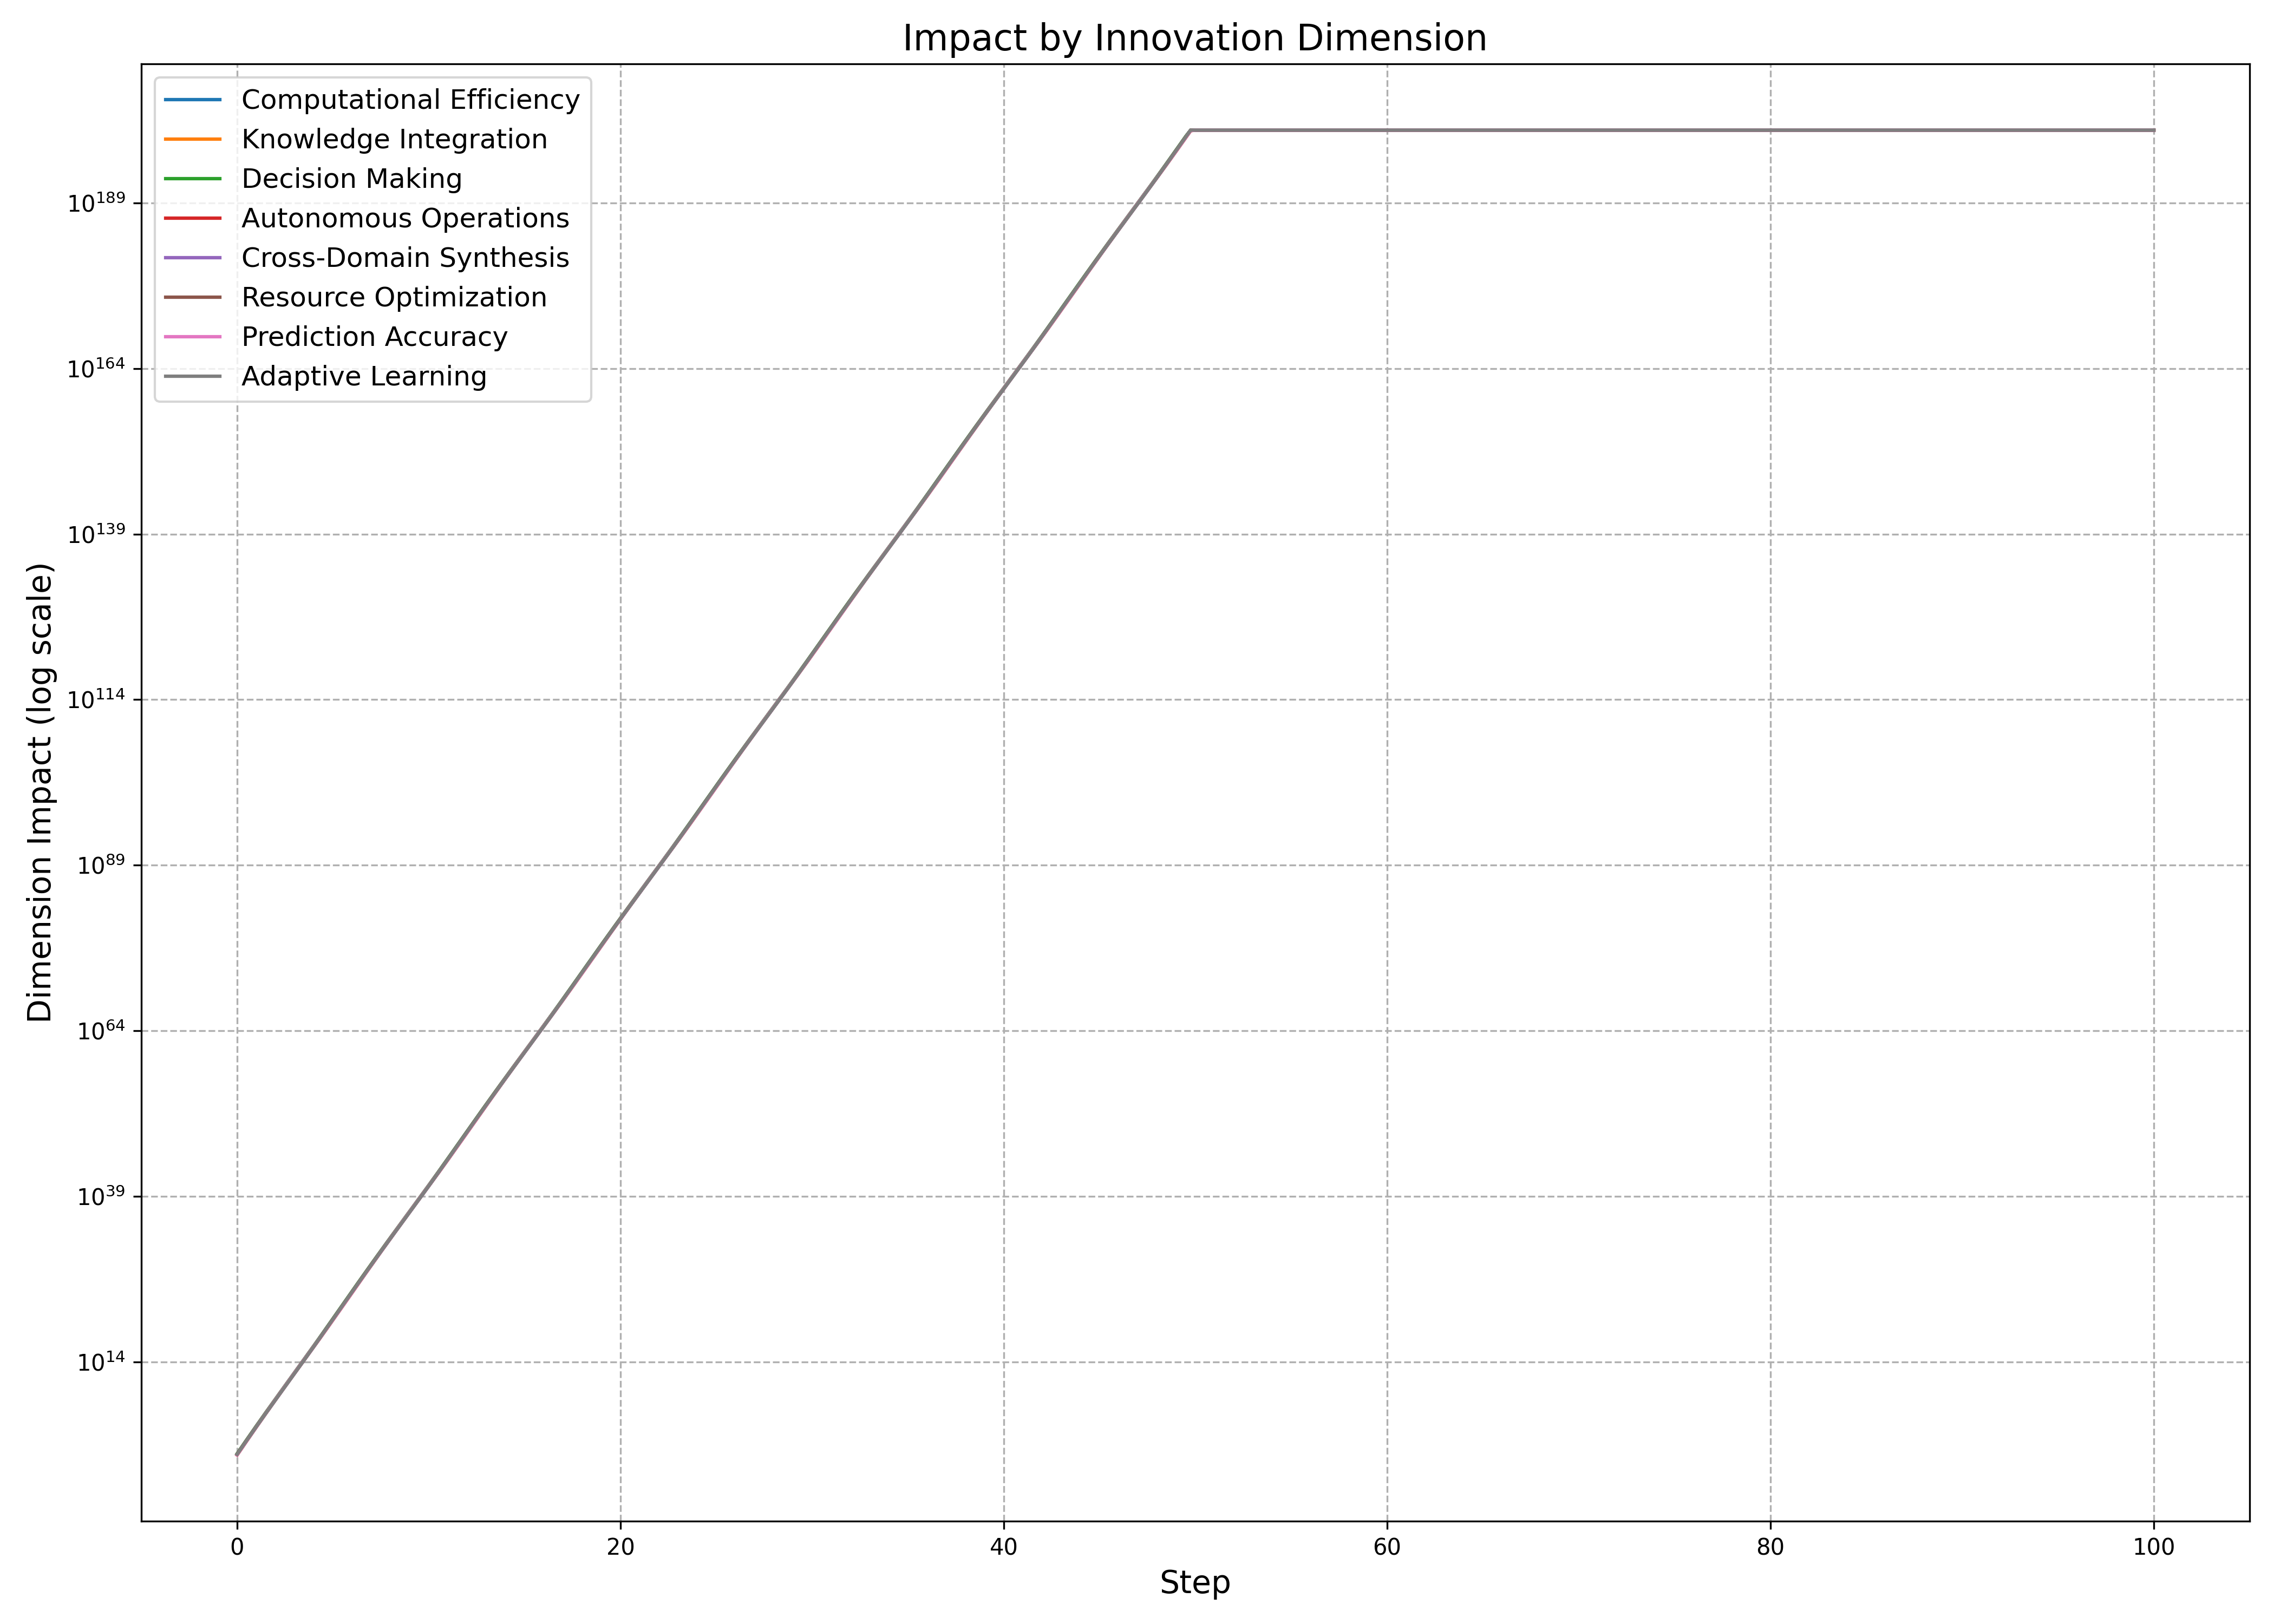 Impact by Innovation Dimension
Computational Efficiency
Knowledge Integration
Decision Making
Autonomous Operations
Cross-Domain Synthesis
Resource Optimization
Prediction Accuracy
Adaptive Learning
Dimension Impact (log scale)
10^189
10^164
10^139
10^114
10^89
10^64
10^39
10^14
0 20 40 60 80 100
Step